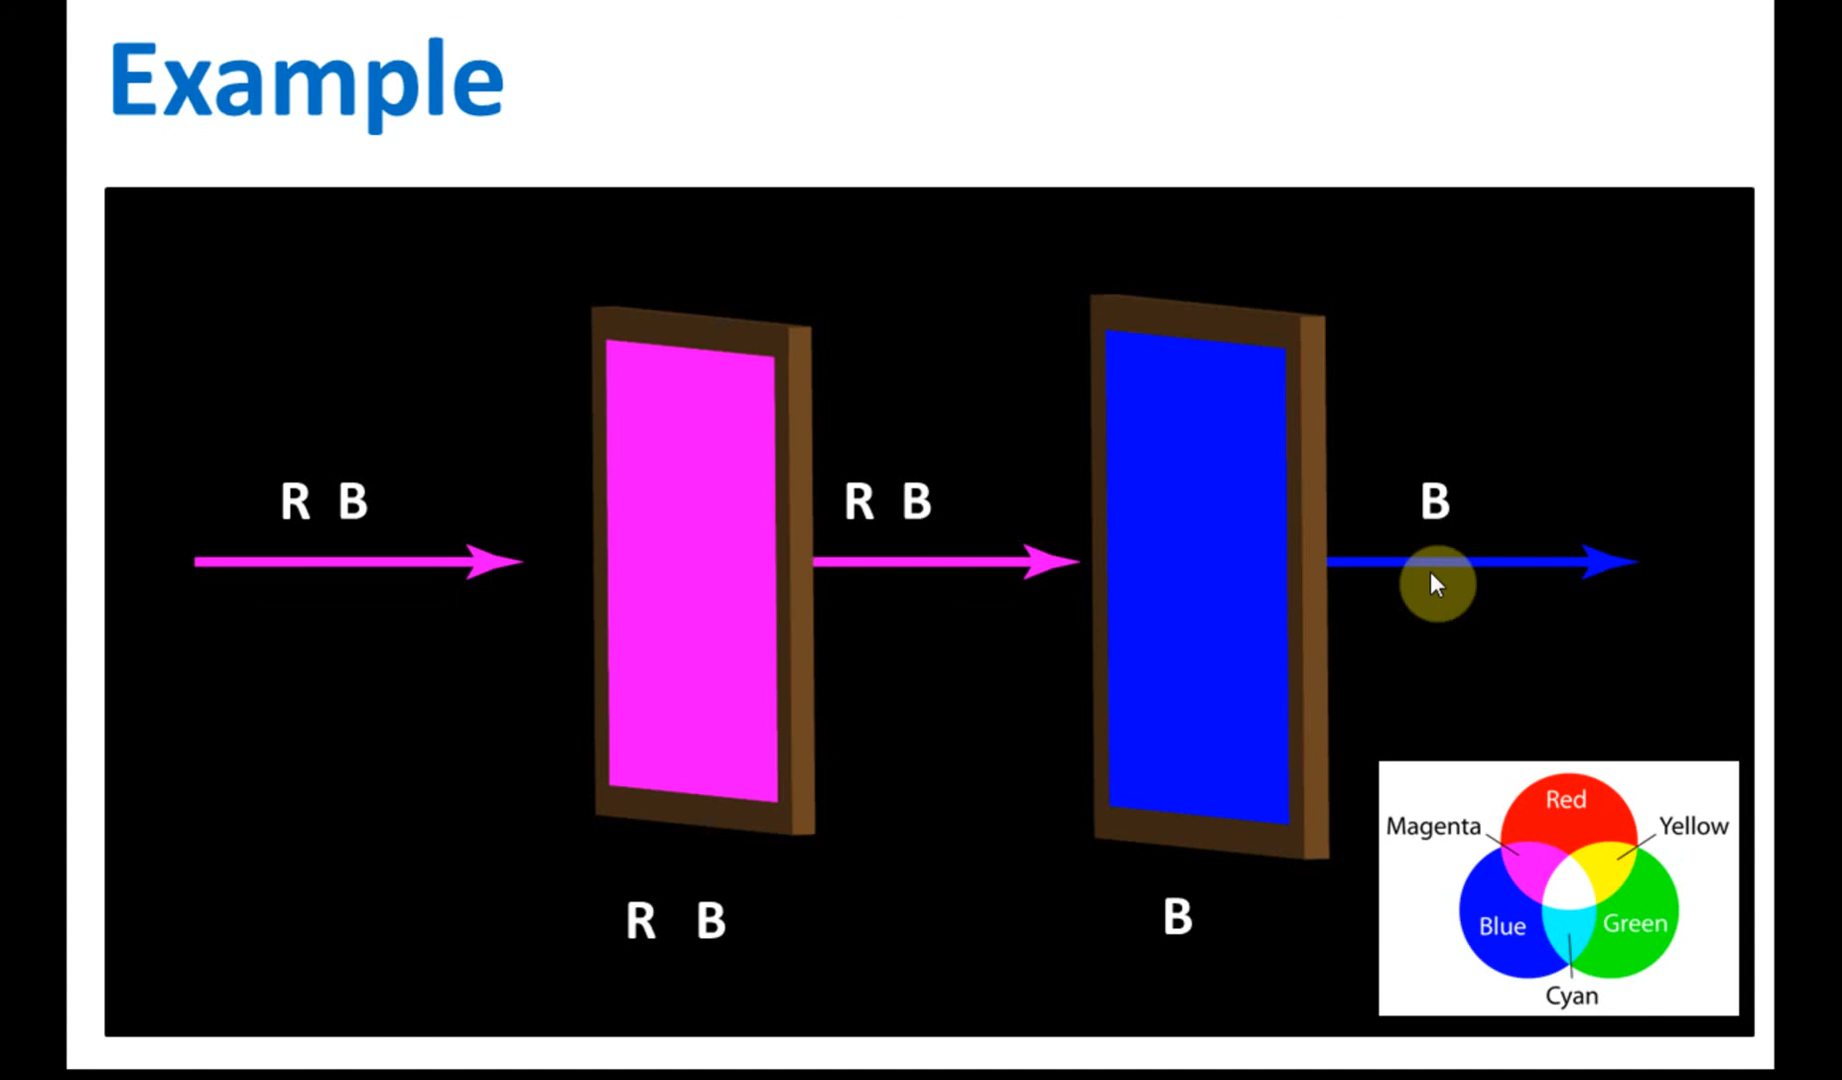 Example
R B
R B
B
R B
B
Red
Magenta
Yellow
Blue
Green
Cyan